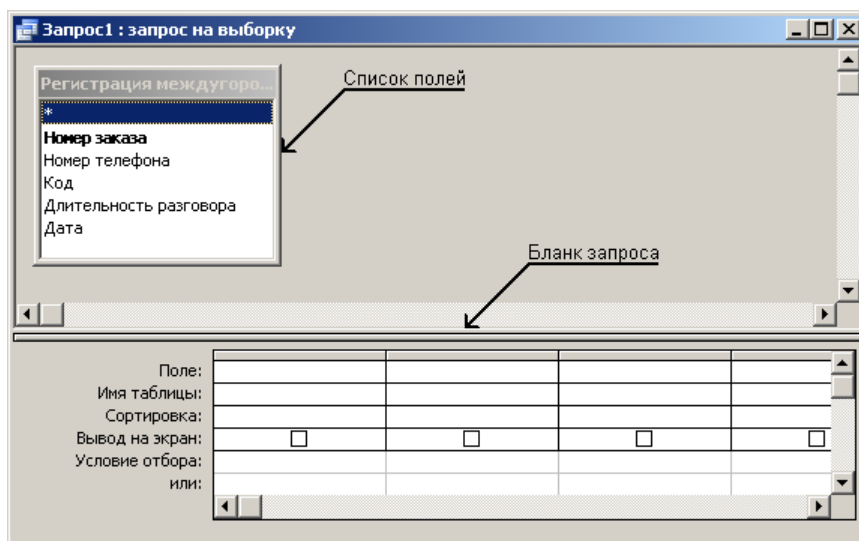 Запрос1 : запрос на выборку
Регистрация междугоро...
*
Номер заказа
Номер телефона
Код
Длительность разговора
Дата
Список полей
Бланк запроса
Поле:
Имя таблицы:
Сортировка:
Вывод на экран:
Условие отбора:
или: